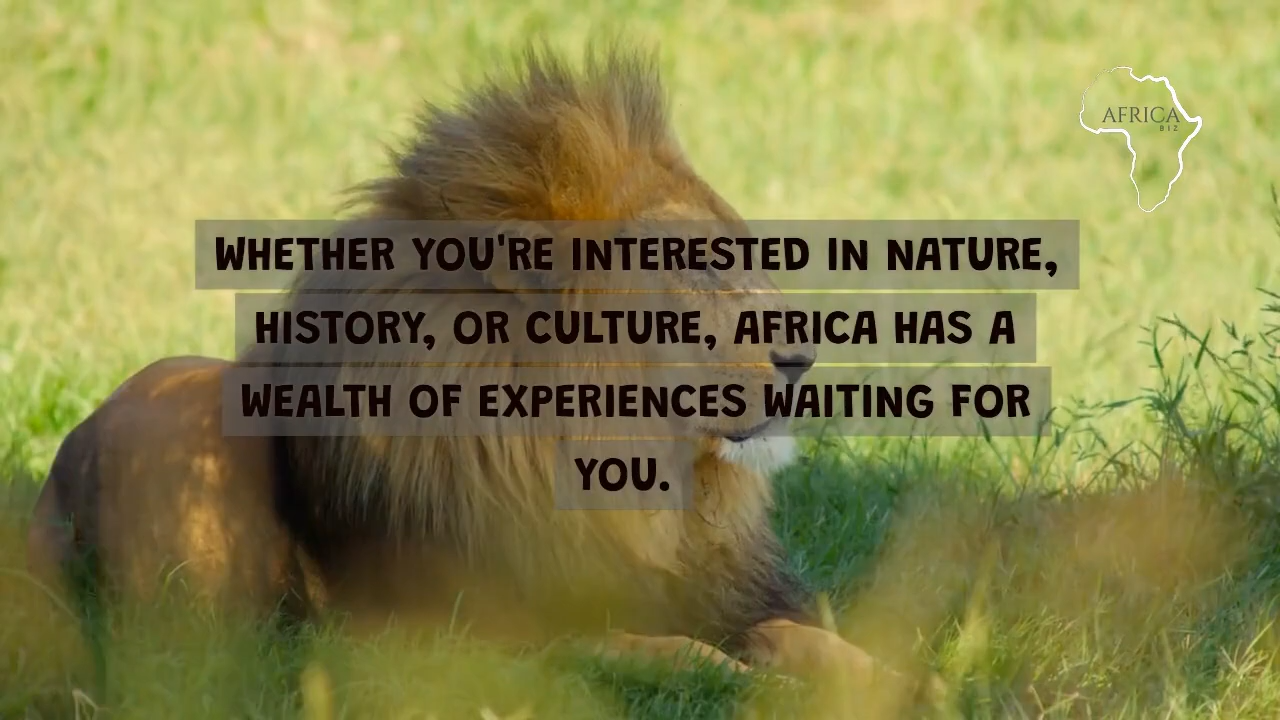 AFRICA
BIZ
WHETHER YOU'RE INTERESTED IN NATURE,
HISTORY, OR CULTURE, AFRICA HAS A
WEALTH OF EXPERIENCES WAITING FOR
YOU.